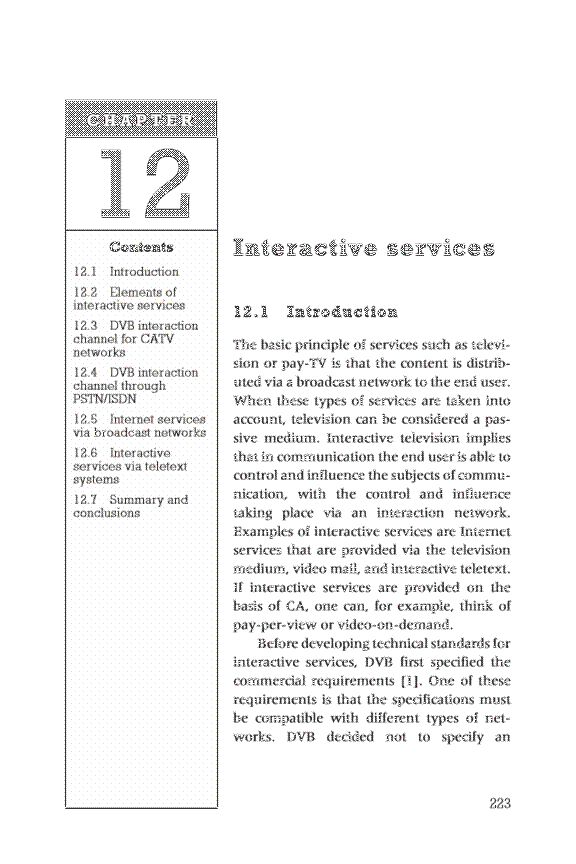 CHAPTER
12
Contents
12.1 Introduction
12.2 Elements of
interactive services
12.3 DVB interaction
channel for CATV
networks
12.4 DVB interaction
channel through
PSTN/ISDN
12.5 Internet services
via broadcast networks
12.6 Interactive
services via teletext
systems
12.7 Summary and
conclusions
Interactive services
12.1 Introduction
The basic principle of services such as televi-
sion or pay-TV is that the content is distrib-
uted via a broadcast network to the end user.
When these types of services are taken into
account, television can be considered a pas-
sive medium. Interactive television implies
that in communication the end user is able to
control and influence the subjects of commu-
nication, with the control and influence
taking place via an interaction network.
Examples of interactive services are Internet
services that are provided via the television
medium, video mail, and interactive teletext.
If interactive services are provided on the
basis of CA, one can, for example, think of
pay-per-view or video-on-demand.
Before developing technical standards for
interactive services, DVB first specified the
commercial requirements [1]. One of these
requirements is that the specifications must
be compatible with different types of net-
works. DVB decided not to specify an
223